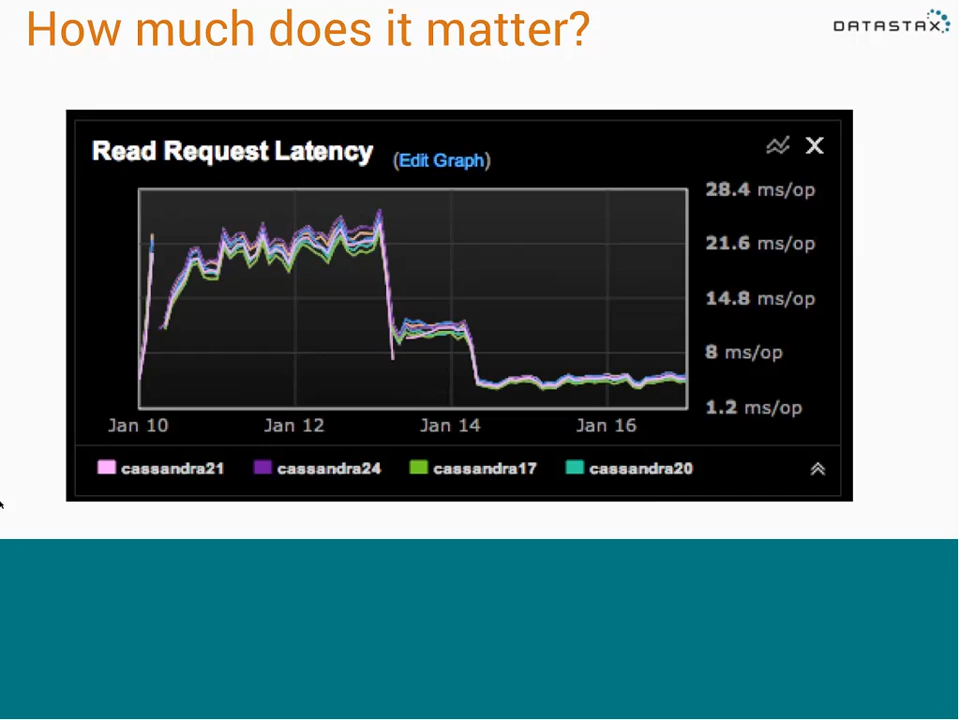 How much does it matter?
DATASTAX
Read Request Latency (Edit Graph) X
28.4 ms/op
21.6 ms/op
14.8 ms/op
8 ms/op
1.2 ms/op
Jan 10 Jan 12 Jan 14 Jan 16
cassandra21 cassandra24 cassandra17 cassandra20